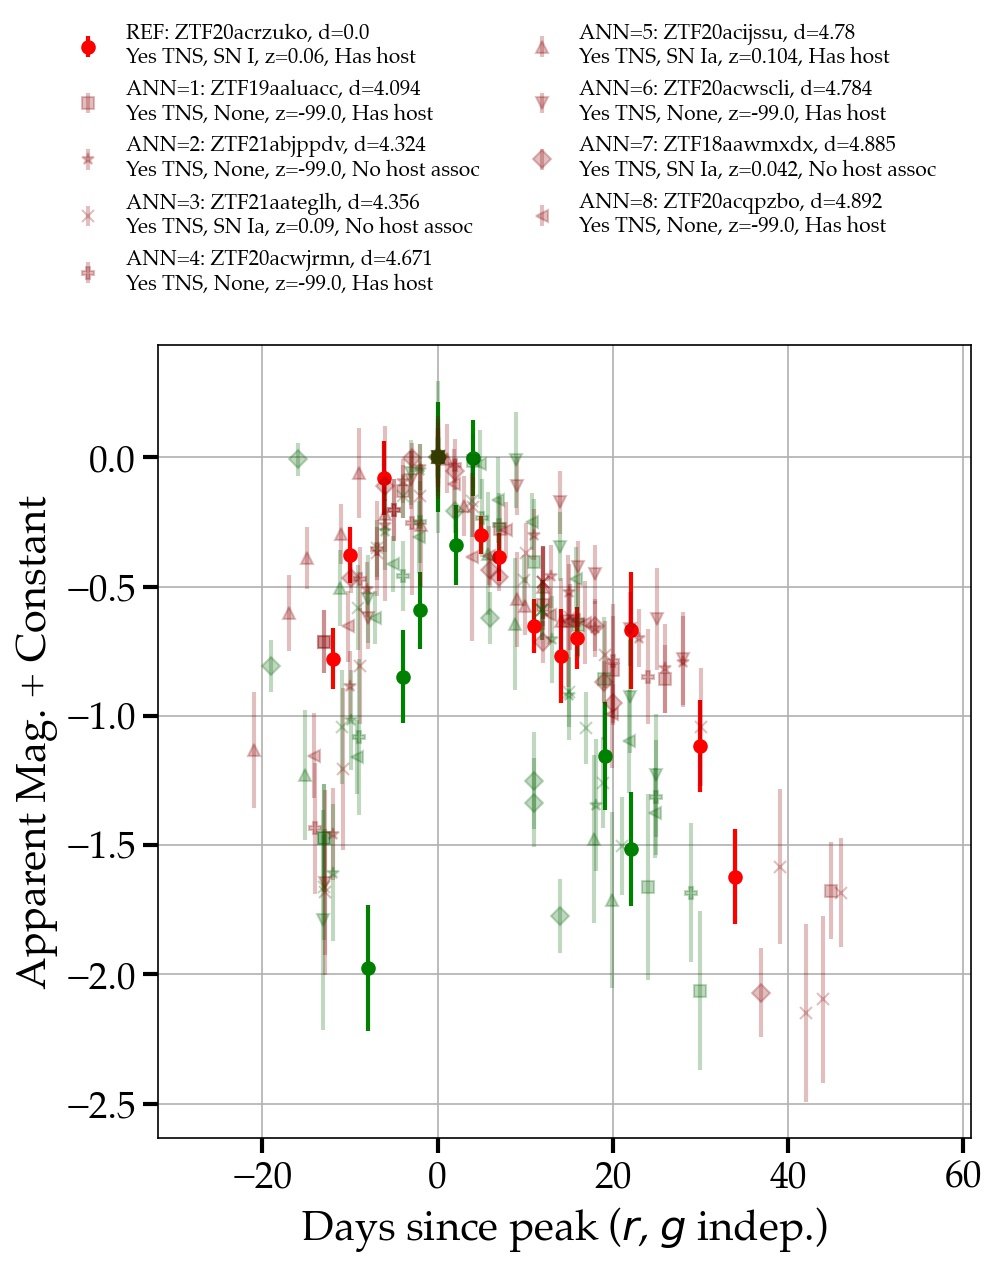 REF: ZTF20acrzuko, d=0.0
Yes TNS, SN I, z=0.06, Has host
ANN=1: ZTF19aaluacc, d=4.094
Yes TNS, None, z=-99.0, Has host
ANN=2: ZTF21abjppdv, d=4.324
Yes TNS, None, z=-99.0, No host assoc
ANN=3: ZTF21aateglh, d=4.356
Yes TNS, SN Ia, z=0.09, No host assoc
ANN=4: ZTF20acwjrmn, d=4.671
Yes TNS, None, z=-99.0, Has host
ANN=5: ZTF20acijssu, d=4.78
Yes TNS, SN Ia, z=0.104, Has host
ANN=6: ZTF20acwscli, d=4.784
Yes TNS, None, z=-99.0, Has host
ANN=7: ZTF18aawmxdx, d=4.885
Yes TNS, SN Ia, z=0.042, No host assoc
ANN=8: ZTF20acqpzbo, d=4.892
Yes TNS, None, z=-99.0, Has host
Apparent Mag. + Constant
0.0
−0.5
−1.0
−1.5
−2.0
−2.5
−20
0
20
40
60
Days since peak (r, g indep.)